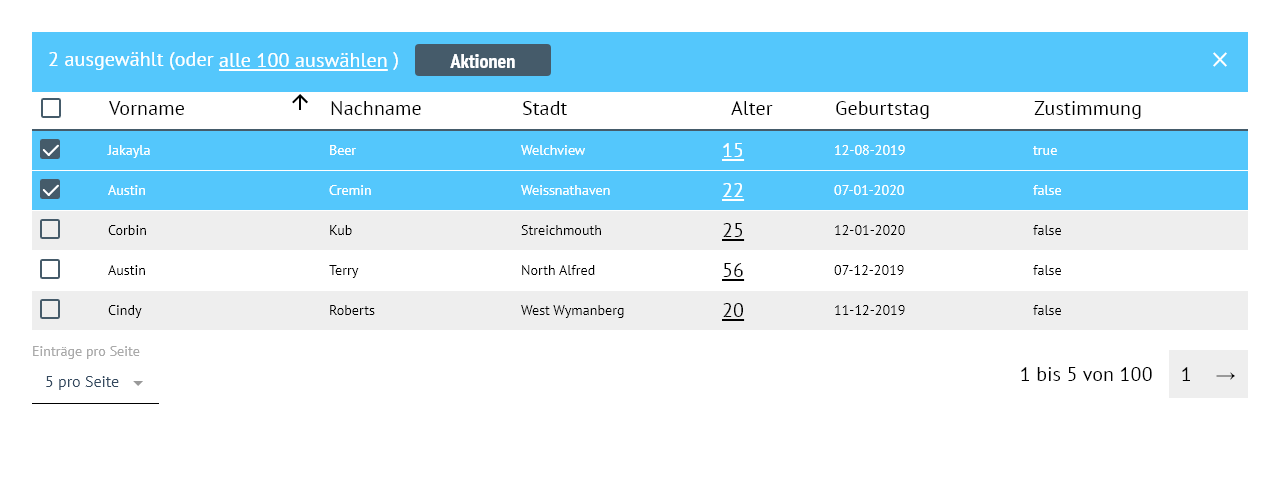 2 ausgewählt (oder alle 100 auswählen ) Aktionen
Vorname Nachname Stadt Alter Geburtstag Zustimmung
Jakayla Beer Welchview 15 12-08-2019 true
Austin Cremin Weissnathaven 22 07-01-2020 false
Corbin Kub Streichmouth 25 12-01-2020 false
Austin Terry North Alfred 56 07-12-2019 false
Cindy Roberts West Wymanberg 20 11-12-2019 false
Einträge pro Seite
5 pro Seite
1 bis 5 von 100 1 →